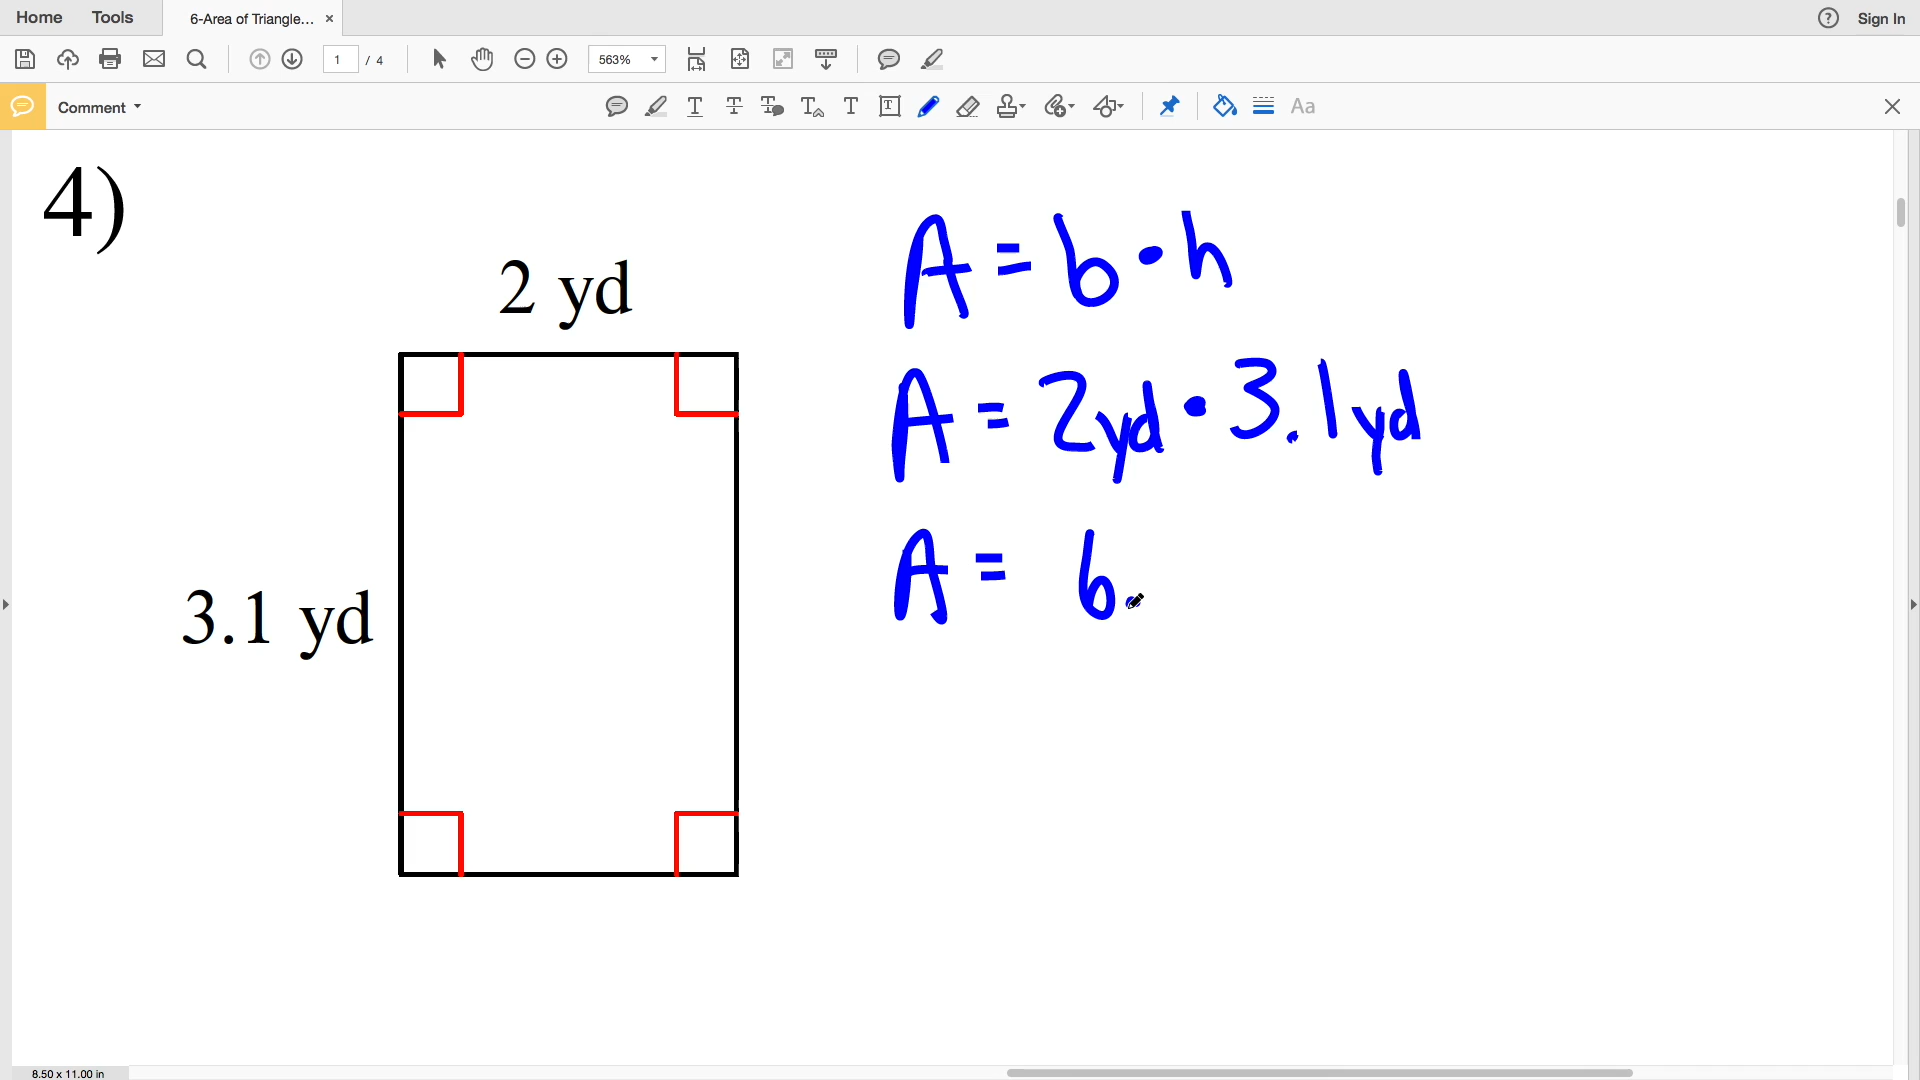 Home Tools 6-Area of Triangle... × ? Sign In
1 / 4 563%
Comment Aa
4)
2 yd
3.1 yd
A = b • h
A = 2yd • 3.1yd
A = 6.
8.50 x 11.00 in